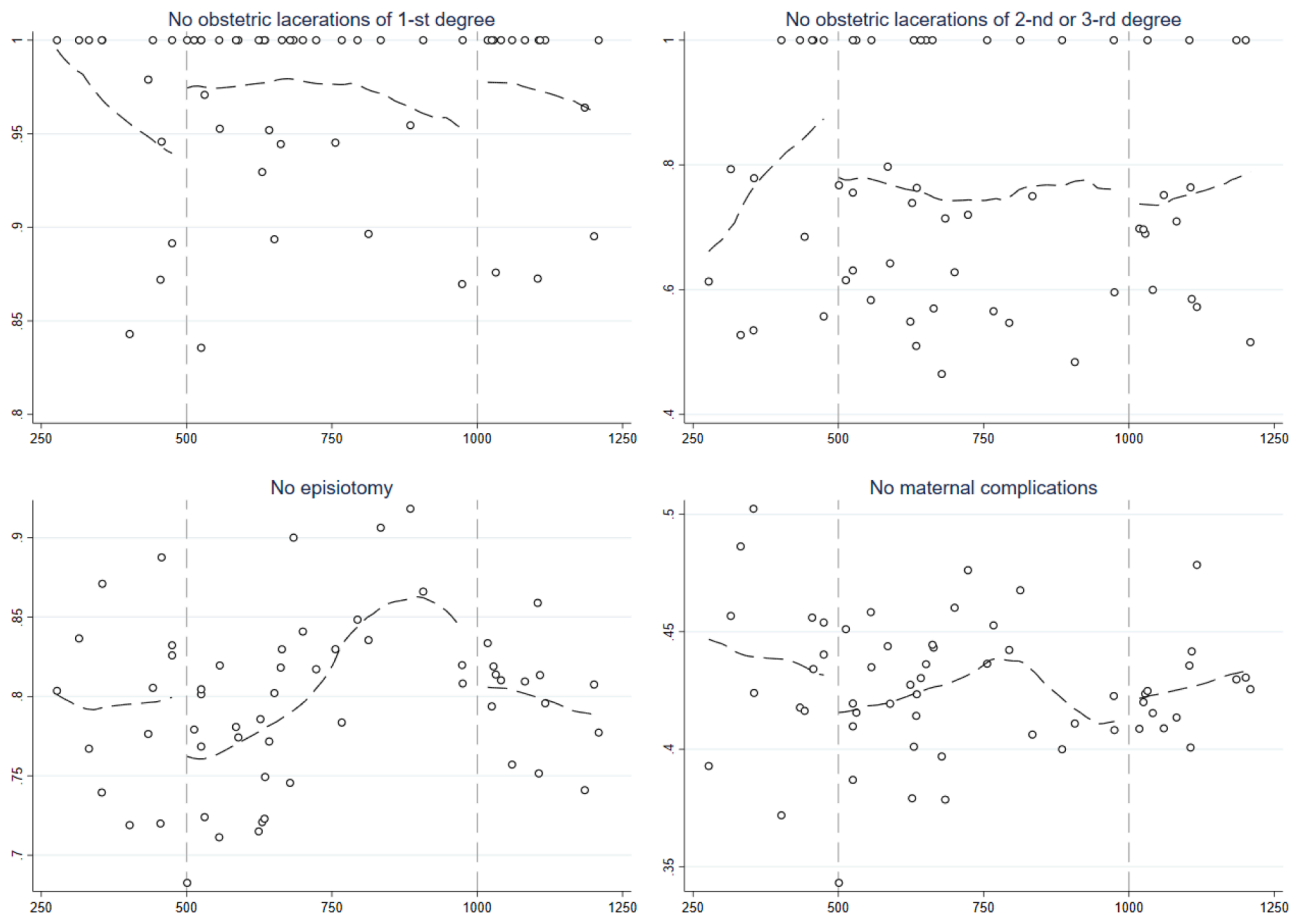 No obstetric lacerations of 1-st degree
1
.95
.9
.85
.8
250 500 750 1000 1250
No obstetric lacerations of 2-nd or 3-rd degree
1
.8
.6
.4
250 500 750 1000 1250
No episiotomy
.9
.85
.8
.75
.7
250 500 750 1000 1250
No maternal complications
.5
.45
.4
.35
250 500 750 1000 1250